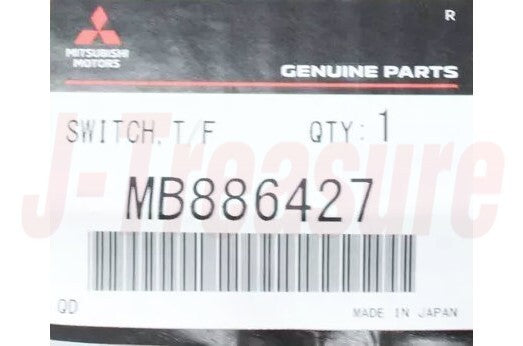 R
MITSUBISHI
MOTORS
GENUINE PARTS
SWITCH, T/F QTY: 1
J-Treasure
MB886427
QD
MADE IN JAPAN